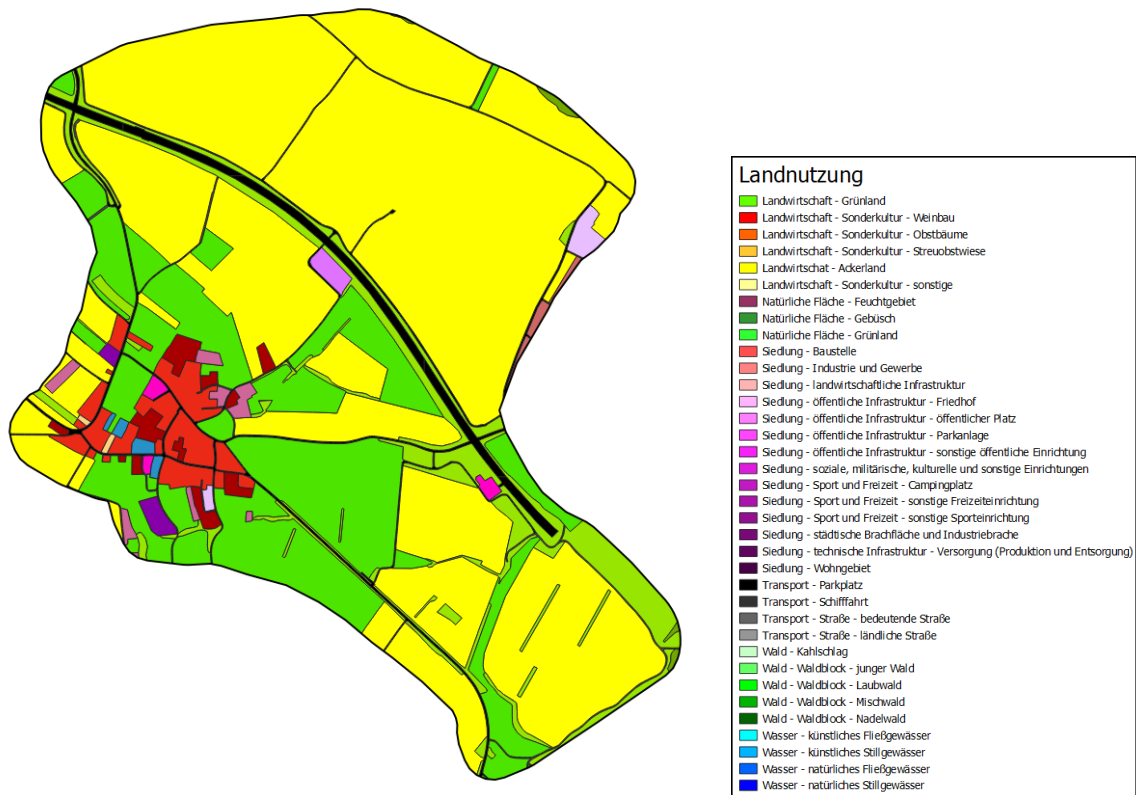 Landnutzung
Landwirtschaft - Grünland
Landwirtschaft - Sonderkultur - Weinbau
Landwirtschaft - Sonderkultur - Obstbäume
Landwirtschaft - Sonderkultur - Streuobstwiese
Landwirtschat - Ackerland
Landwirtschaft - Sonderkultur - sonstige
Natürliche Fläche - Feuchtgebiet
Natürliche Fläche - Gebüsch
Natürliche Fläche - Grünland
Siedlung - Baustelle
Siedlung - Industrie und Gewerbe
Siedlung - landwirtschaftliche Infrastruktur
Siedlung - öffentliche Infrastruktur - Friedhof
Siedlung - öffentliche Infrastruktur - öffentlicher Platz
Siedlung - öffentliche Infrastruktur - Parkanlage
Siedlung - öffentliche Infrastruktur - sonstige öffentliche Einrichtung
Siedlung - soziale, militärische, kulturelle und sonstige Einrichtungen
Siedlung - Sport und Freizeit - Campingplatz
Siedlung - Sport und Freizeit - sonstige Freizeiteinrichtung
Siedlung - Sport und Freizeit - sonstige Sporteinrichtung
Siedlung - städtische Brachfläche und Industriebrache
Siedlung - technische Infrastruktur - Versorgung (Produktion und Entsorgung)
Siedlung - Wohngebiet
Transport - Parkplatz
Transport - Schifffahrt
Transport - Straße - bedeutende Straße
Transport - Straße - ländliche Straße
Wald - Kahlschlag
Wald - Waldblock - junger Wald
Wald - Waldblock - Laubwald
Wald - Waldblock - Mischwald
Wald - Waldblock - Nadelwald
Wasser - künstliches Fließgewässer
Wasser - künstliches Stillgewässer
Wasser - natürliches Fließgewässer
Wasser - natürliches Stillgewässer